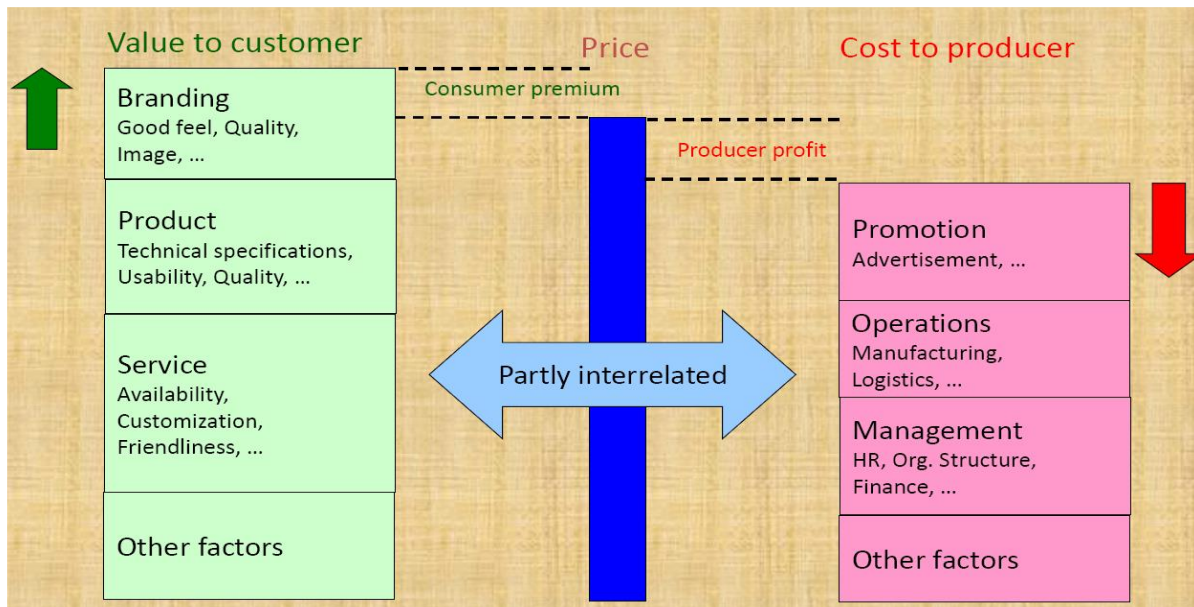 Value to customer
Price
Cost to producer
Consumer premium
Branding
Good feel, Quality,
Image, ...
Producer profit
Product
Technical specifications,
Usability, Quality, ...
Promotion
Advertisement, ...
Service
Availability,
Customization,
Friendliness, ...
Partly interrelated
Operations
Manufacturing,
Logistics, ...
Management
HR, Org. Structure,
Finance, ...
Other factors
Other factors